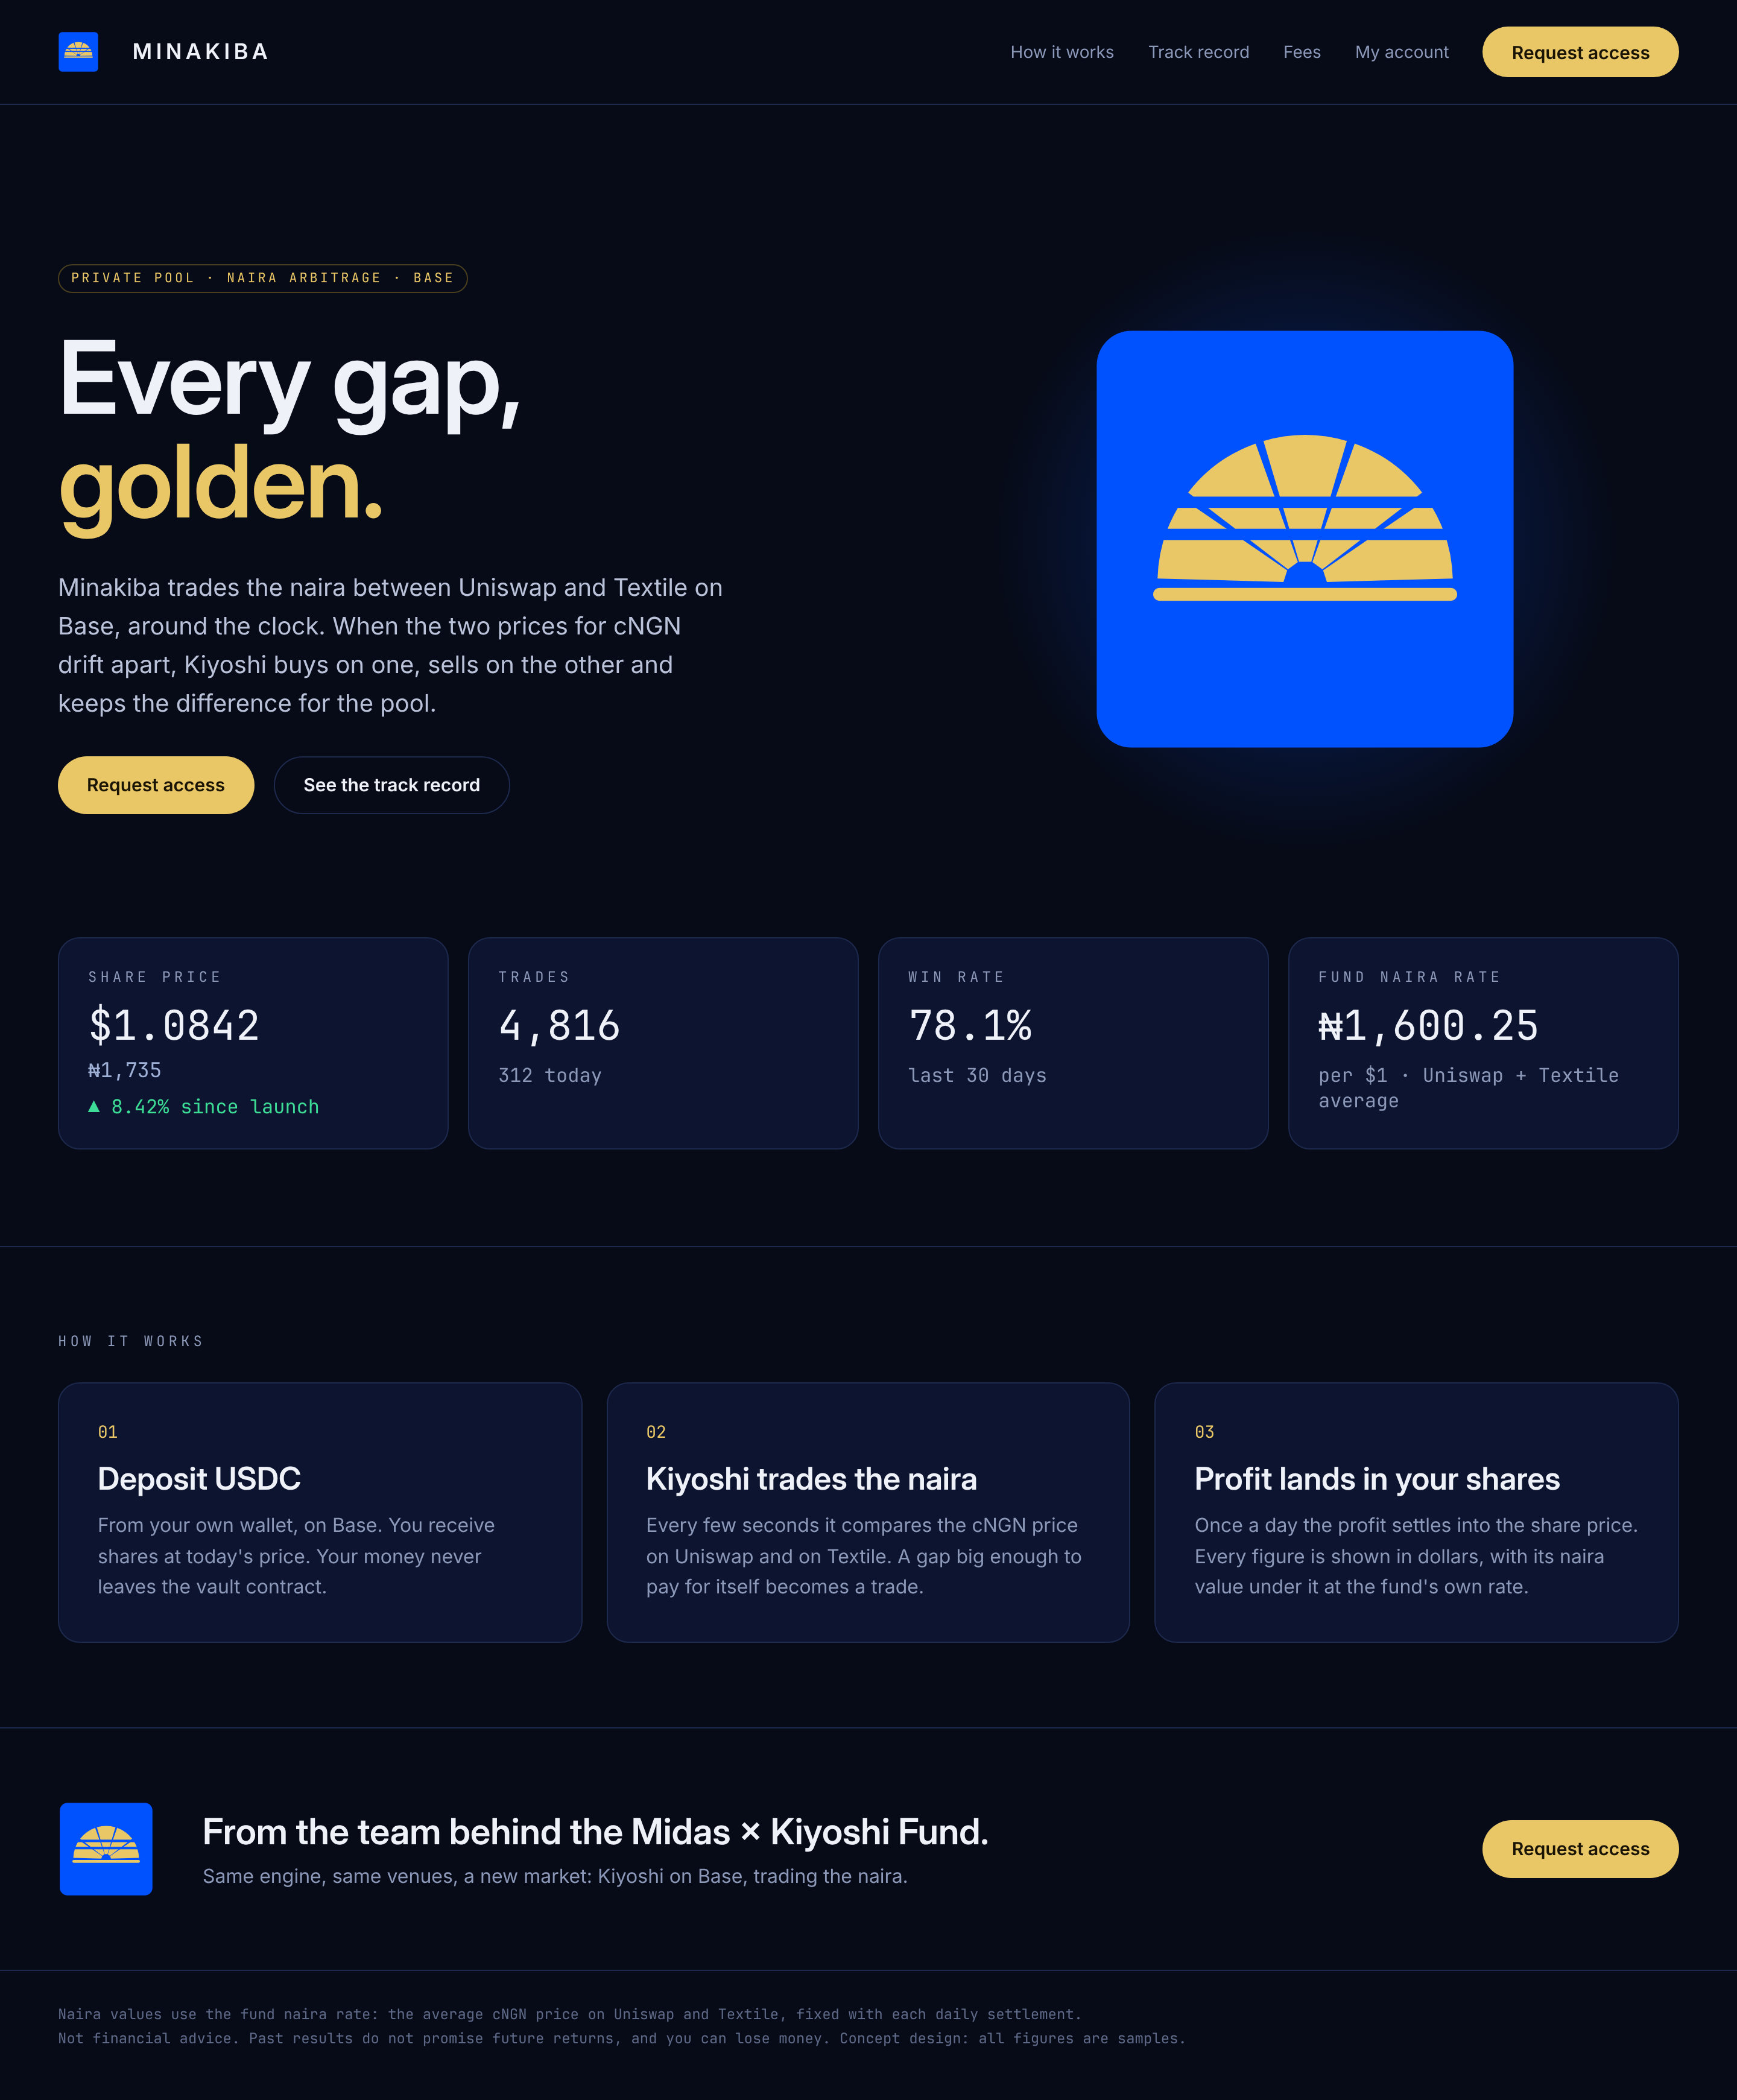 MINAKIBA
How it works
Track record
Fees
My account
Request access
PRIVATE POOL · NAIRA ARBITRAGE · BASE
Every gap,
golden.
Minakiba trades the naira between Uniswap and Textile on
Base, around the clock. When the two prices for cNGN
drift apart, Kiyoshi buys on one, sells on the other and
keeps the difference for the pool.
Request access
See the track record
SHARE PRICE
$1.0842
₦1,735
▲ 8.42% since launch
TRADES
4,816
312 today
WIN RATE
78.1%
last 30 days
FUND NAIRA RATE
₦1,600.25
per $1 · Uniswap + Textile
average
HOW IT WORKS
01
Deposit USDC
From your own wallet, on Base. You receive
shares at today's price. Your money never
leaves the vault contract.
02
Kiyoshi trades the naira
Every few seconds it compares the cNGN price
on Uniswap and on Textile. A gap big enough to
pay for itself becomes a trade.
03
Profit lands in your shares
Once a day the profit settles into the share price.
Every figure is shown in dollars, with its naira
value under it at the fund's own rate.
From the team behind the Midas × Kiyoshi Fund.
Same engine, same venues, a new market: Kiyoshi on Base, trading the naira.
Request access
Naira values use the fund naira rate: the average cNGN price on Uniswap and Textile, fixed with each daily settlement.
Not financial advice. Past results do not promise future returns, and you can lose money. Concept design: all figures are samples.